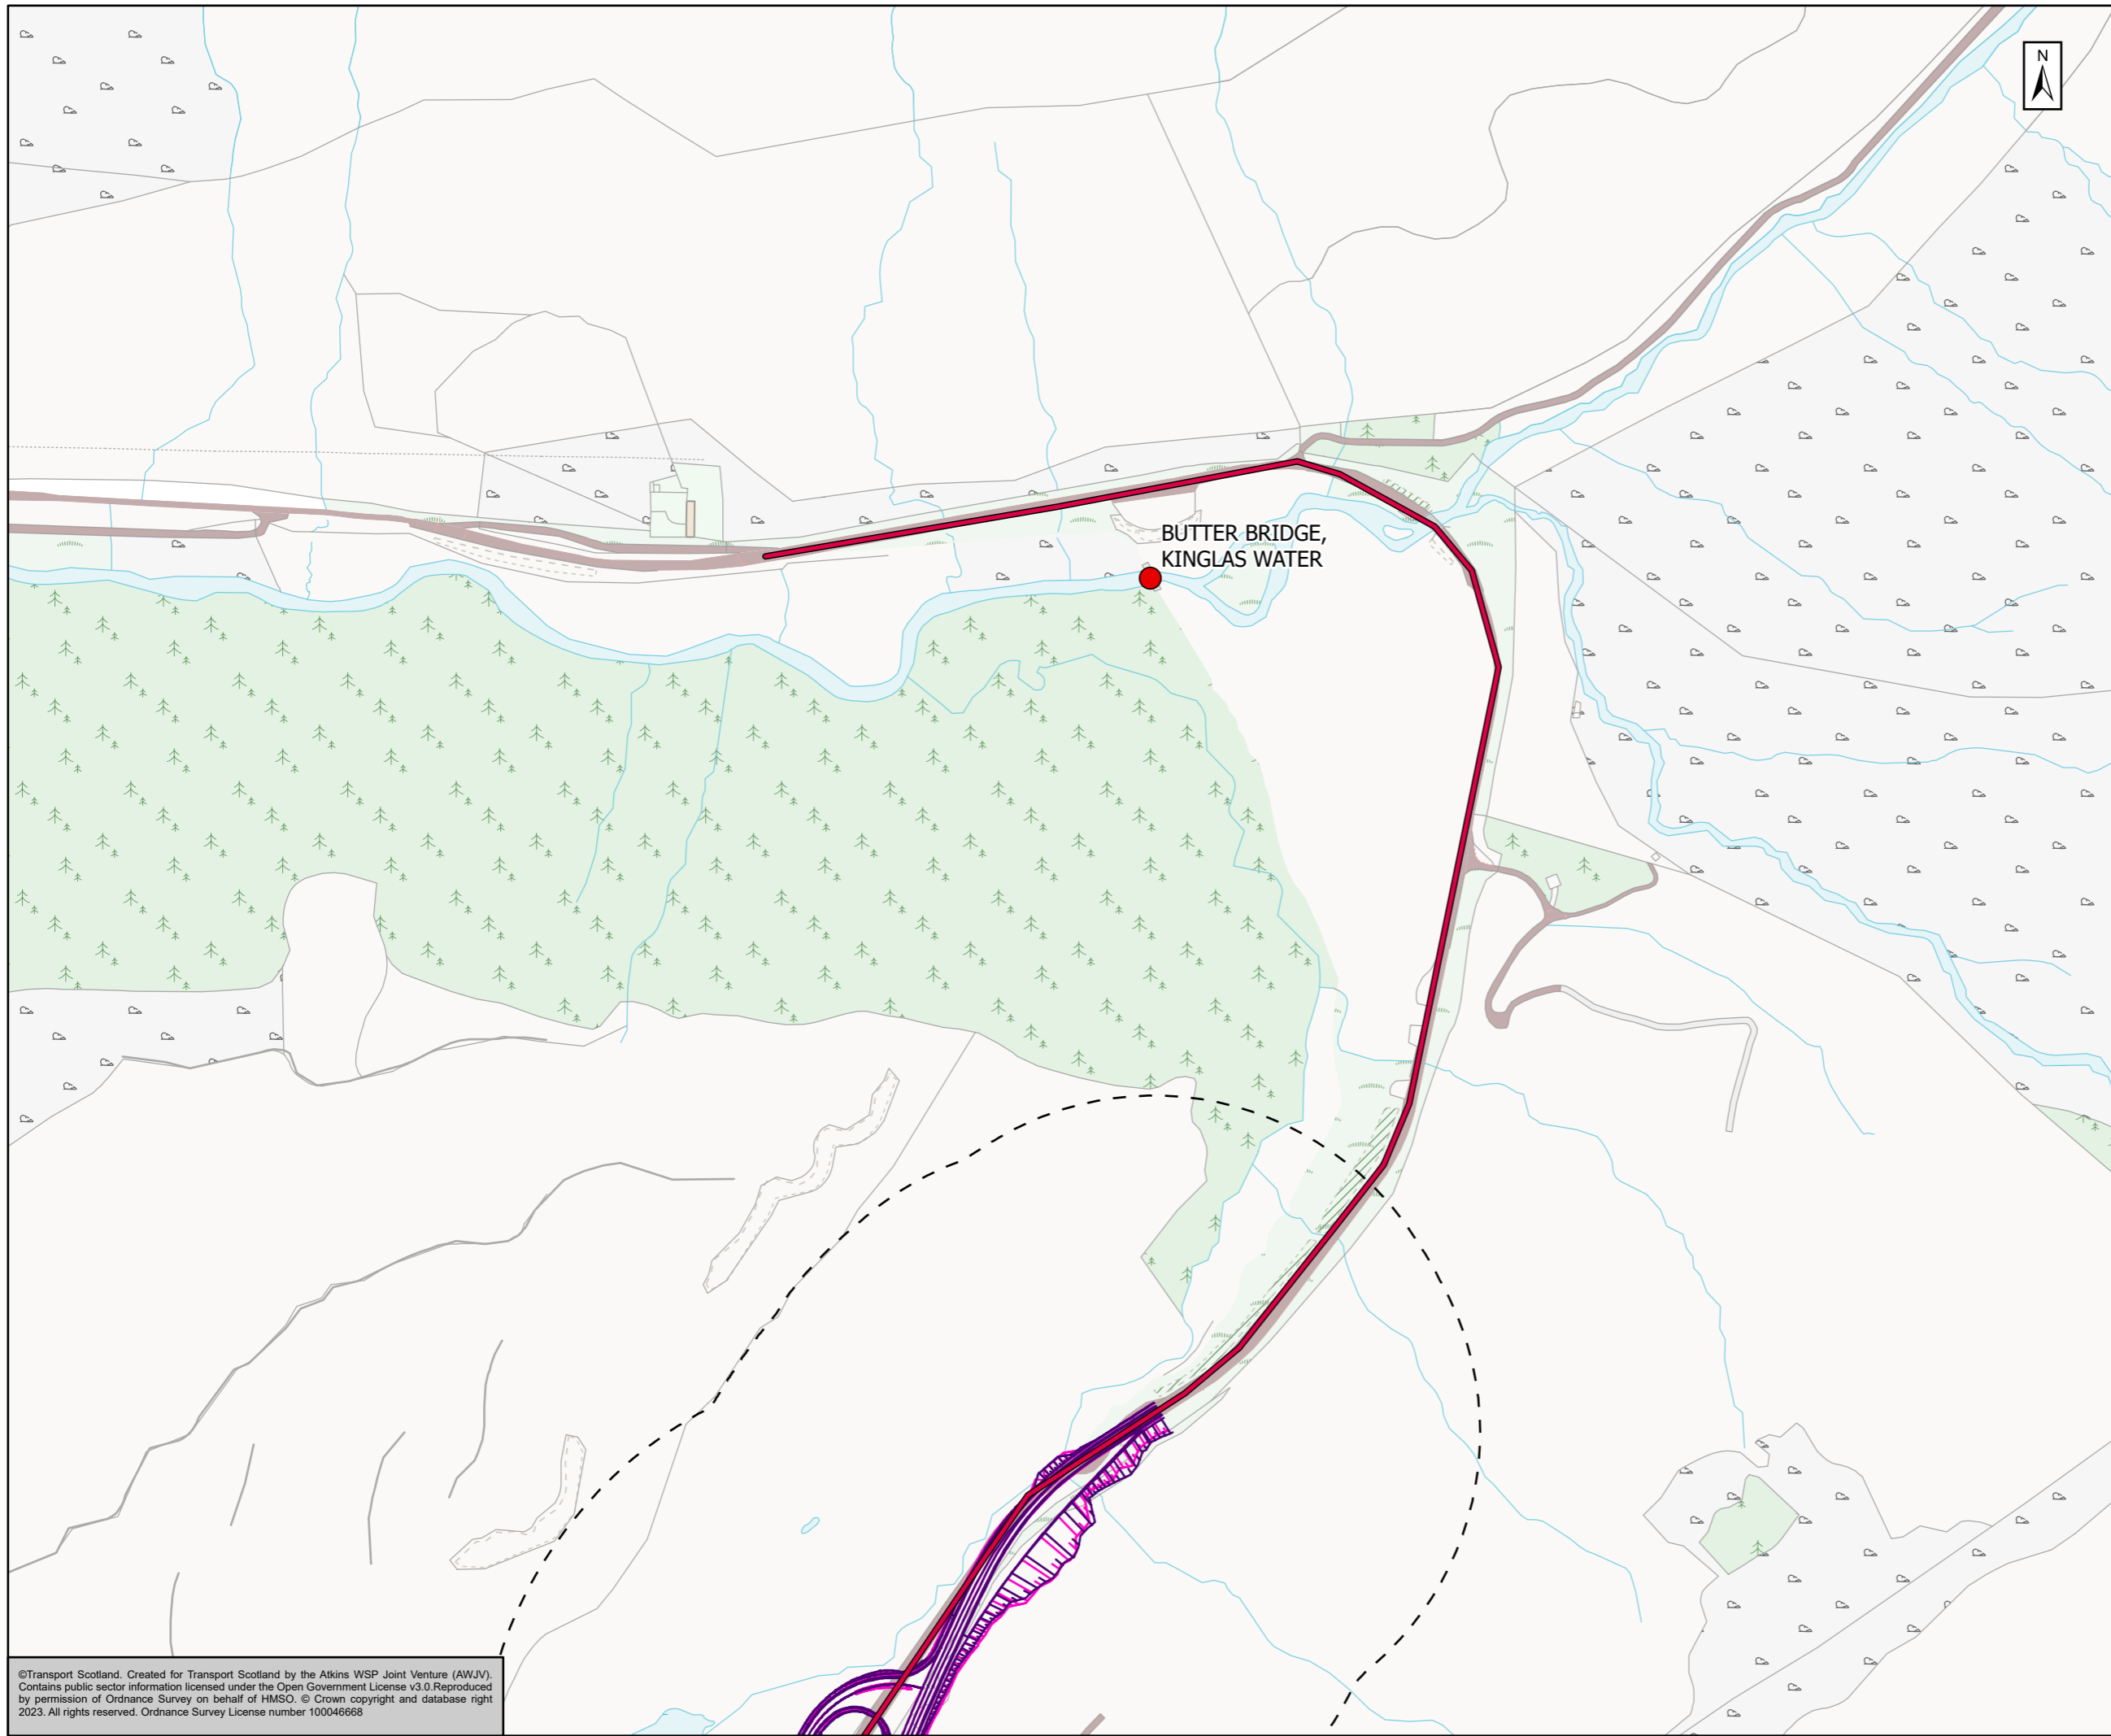 N
BUTTER BRIDGE,
KINGLAS WATER
©Transport Scotland. Created for Transport Scotland by the Atkins WSP Joint Venture (AWJV).
Contains public sector information licensed under the Open Government License v3.0.Reproduced
by permission of Ordnance Survey on behalf of HMSO. © Crown copyright and database right
2023. All rights reserved. Ordnance Survey License number 100046668